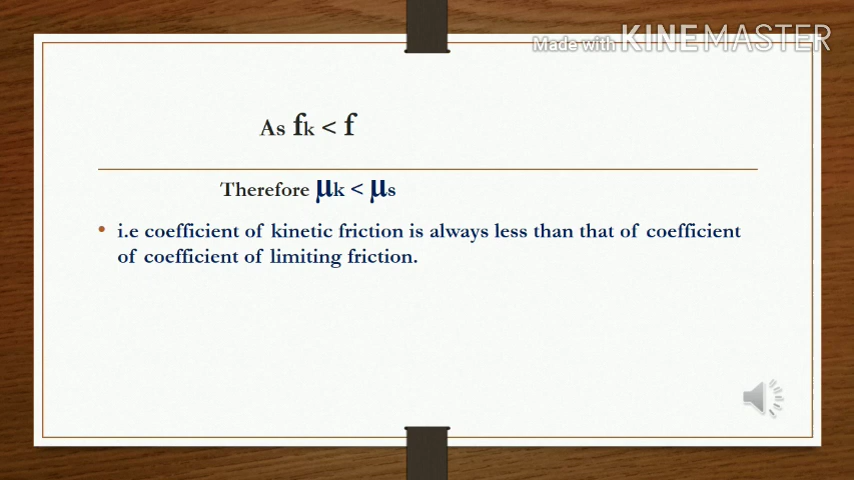 Made with KINEMASTER
As fk < f
Therefore μk < μs
• i.e coefficient of kinetic friction is always less than that of coefficient
of coefficient of limiting friction.